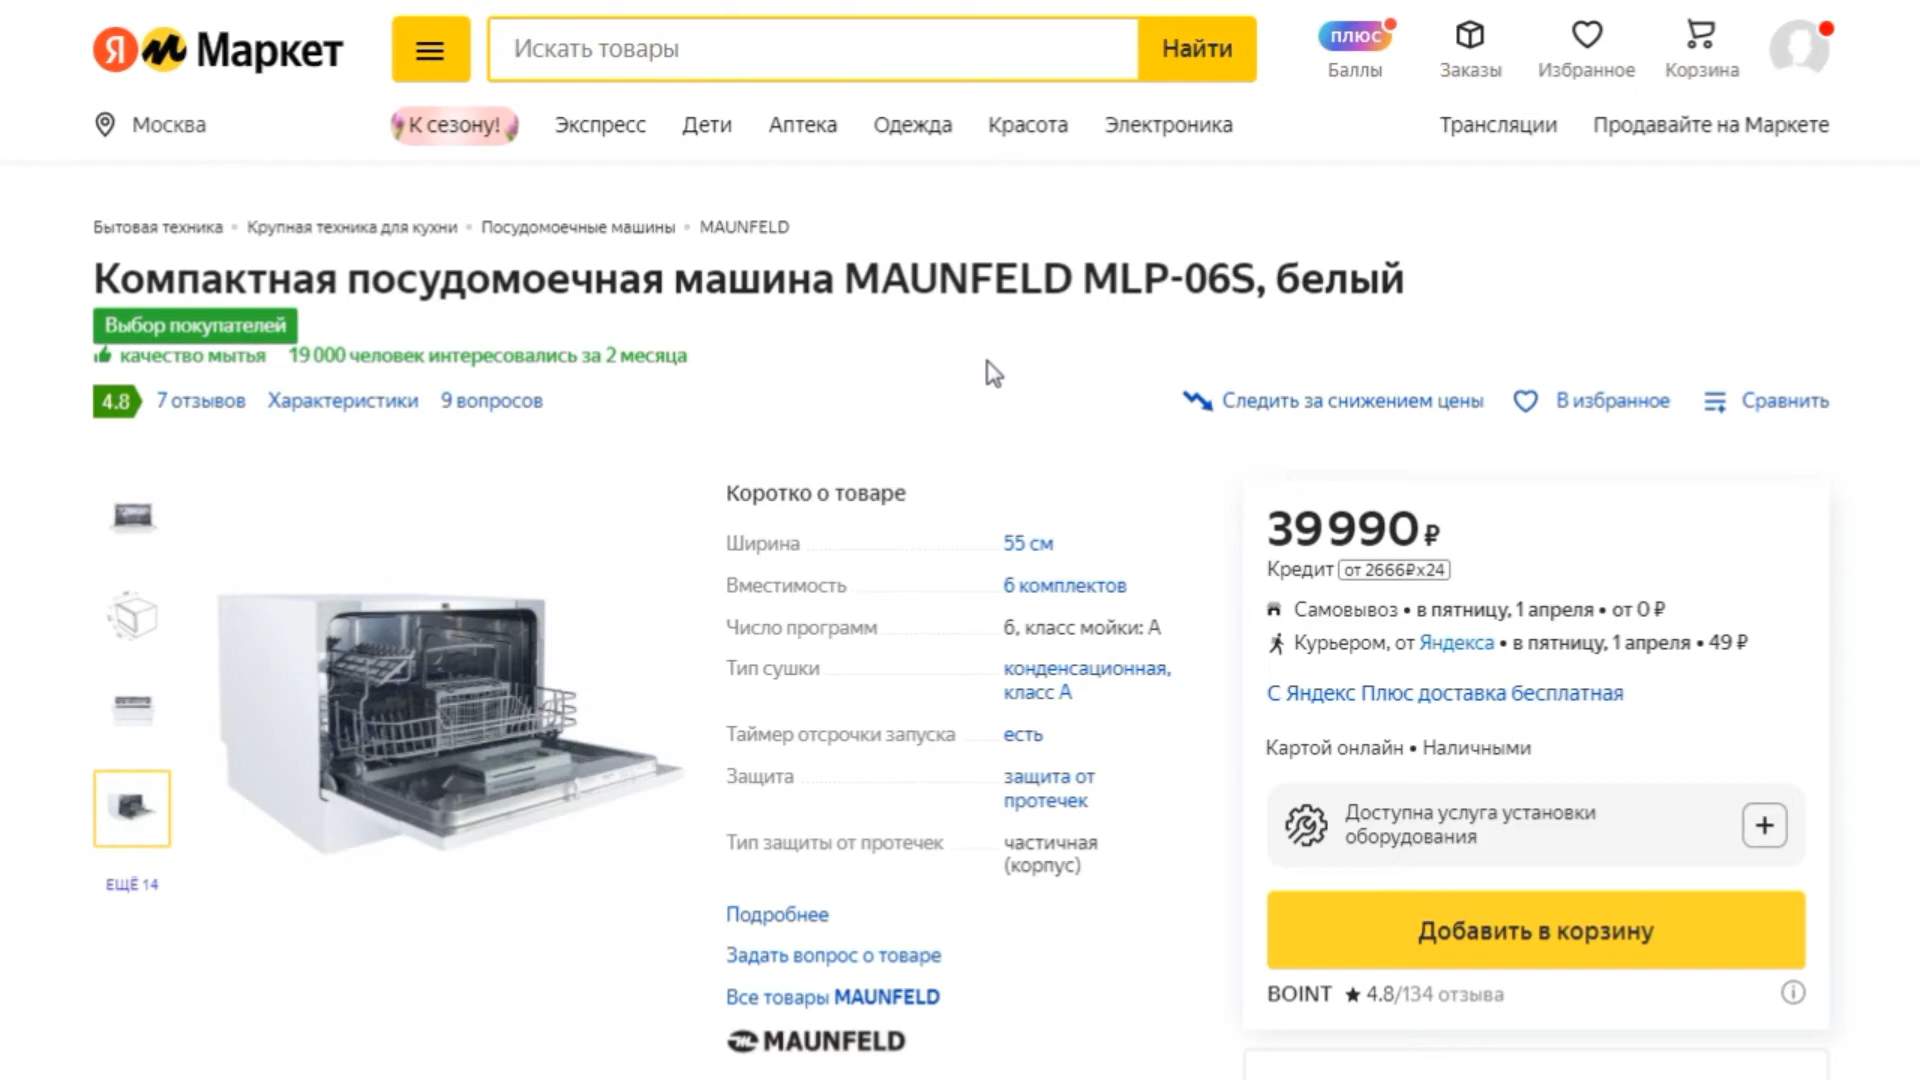 Я Маркет
Искать товары
Найти
плюс
Баллы
Заказы
Избранное
Корзина
Москва
К сезону!
Экспресс
Дети
Аптека
Одежда
Красота
Электроника
Трансляции
Продавайте на Маркете
Бытовая техника • Крупная техника для кухни • Посудомоечные машины • MAUNFELD
Компактная посудомоечная машина MAUNFELD MLP-06S, белый
Выбор покупателей
качество мытья 19 000 человек интересовались за 2 месяца
4.8 7 отзывов Характеристики 9 вопросов
Следить за снижением цены
В избранное
Сравнить
ЕЩЁ 14
Коротко о товаре
Ширина 55 см
Вместимость 6 комплектов
Число программ 6, класс мойки: A
Тип сушки конденсационная,
класс A
Таймер отсрочки запуска есть
Защита защита от
протечек
Тип защиты от протечек частичная
(корпус)
Подробнее
Задать вопрос о товаре
Все товары MAUNFELD
MAUNFELD
39 990 ₽
Кредит от 2666₽x24
Самовывоз • в пятницу, 1 апреля • от 0 ₽
Курьером, от Яндекса • в пятницу, 1 апреля • 49 ₽
С Яндекс Плюс доставка бесплатная
Картой онлайн • Наличными
Доступна услуга установки
оборудования
Добавить в корзину
BOINT ★ 4.8/134 отзыва